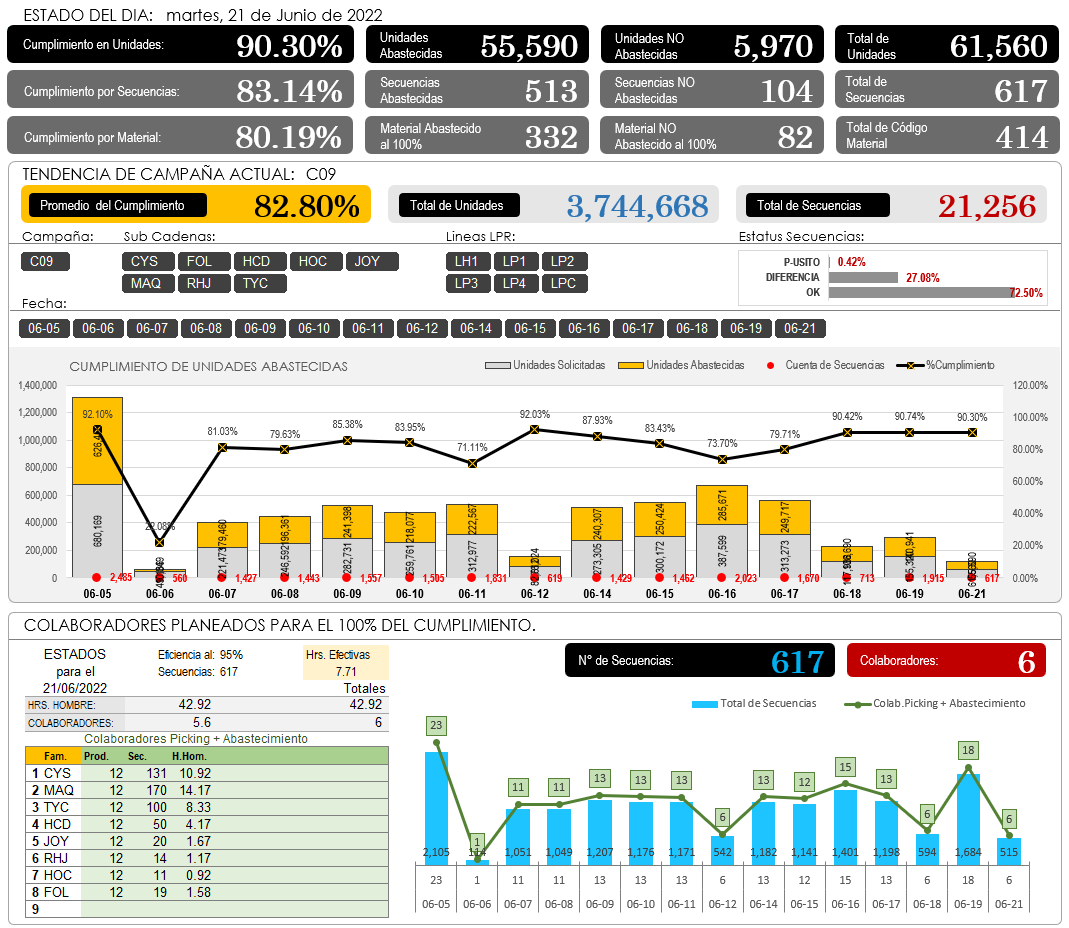 ESTADO DEL DIA: martes, 21 de Junio de 2022
Cumplimiento en Unidades: 90.30% Unidades Abastecidas 55,590 Unidades NO Abastecidas 5,970 Total de Unidades 61,560
Cumplimiento por Secuencias: 83.14% Secuencias Abastecidas 513 Secuencias NO Abastecidas 104 Total de Secuencias 617
Cumplimiento por Material: 80.19% Material Abastecido al 100% 332 Material NO Abastecido al 100% 82 Total de Código Material 414
TENDENCIA DE CAMPAÑA ACTUAL: C09
Promedio del Cumplimiento 82.80% Total de Unidades 3,744,668 Total de Secuencias 21,256
Campaña: Sub Cadenas: Lineas LPR: Estatus Secuencias:
C09 CYS FOL HCD HOC JOY LH1 LP1 LP2
MAQ RHJ TYC LP3 LP4 LPC
P-USITO 0.42%
DIFERENCIA 27.08%
OK 72.50%
Fecha:
06-05 06-06 06-07 06-08 06-09 06-10 06-11 06-12 06-14 06-15 06-16 06-17 06-18 06-19 06-21
CUMPLIMIENTO DE UNIDADES ABASTECIDAS
Unidades Solicitadas Unidades Abastecidas Cuenta de Secuencias %Cumplimiento
1,400,000 120.00%
1,200,000 100.00%
1,000,000 80.00%
800,000 60.00%
600,000 40.00%
400,000 20.00%
200,000 0.00%
0
92.10% 22.08% 81.03% 79.63% 85.38% 83.95% 71.11% 92.03% 87.93% 83.43% 73.70% 79.71% 90.42% 90.74% 90.30%
179,460 196,361 241,398 218,077 222,567 240,307 250,424 285,671 249,717
680,169 221,473 246,592 282,731 259,761 312,977 273,305 300,172 387,599 313,273
2,485 560 1,427 1,443 1,557 1,505 1,831 619 1,429 1,462 2,023 1,670 713 1,915 617
06-05 06-06 06-07 06-08 06-09 06-10 06-11 06-12 06-14 06-15 06-16 06-17 06-18 06-19 06-21
COLABORADORES PLANEADOS PARA EL 100% DEL CUMPLIMIENTO.
ESTADOS para el 21/06/2022
Eficiencia al: 95% Hrs. Efectivas
Secuencias: 617 7.71
Totales
HRS. HOMBRE: 42.92 42.92
COLABORADORES: 5.6 6
Colaboradores Picking + Abastecimiento
Fam. Prod. Sec. H.Hom.
1 CYS 12 131 10.92
2 MAQ 12 170 14.17
3 TYC 12 100 8.33
4 HCD 12 50 4.17
5 JOY 12 20 1.67
6 RHJ 12 14 1.17
7 HOC 12 11 0.92
8 FOL 12 19 1.58
9
N° de Secuencias: 617 Colaboradores: 6
Total de Secuencias Colab.Picking + Abastecimiento
23 1 11 11 13 13 13 6 13 12 15 13 6 18 6
2,105 1,051 1,049 1,207 1,176 1,171 542 1,182 1,141 1,401 1,198 594 1,684 515
23 1 11 11 13 13 13 6 13 12 15 13 6 18 6
06-05 06-06 06-07 06-08 06-09 06-10 06-11 06-12 06-14 06-15 06-16 06-17 06-18 06-19 06-21